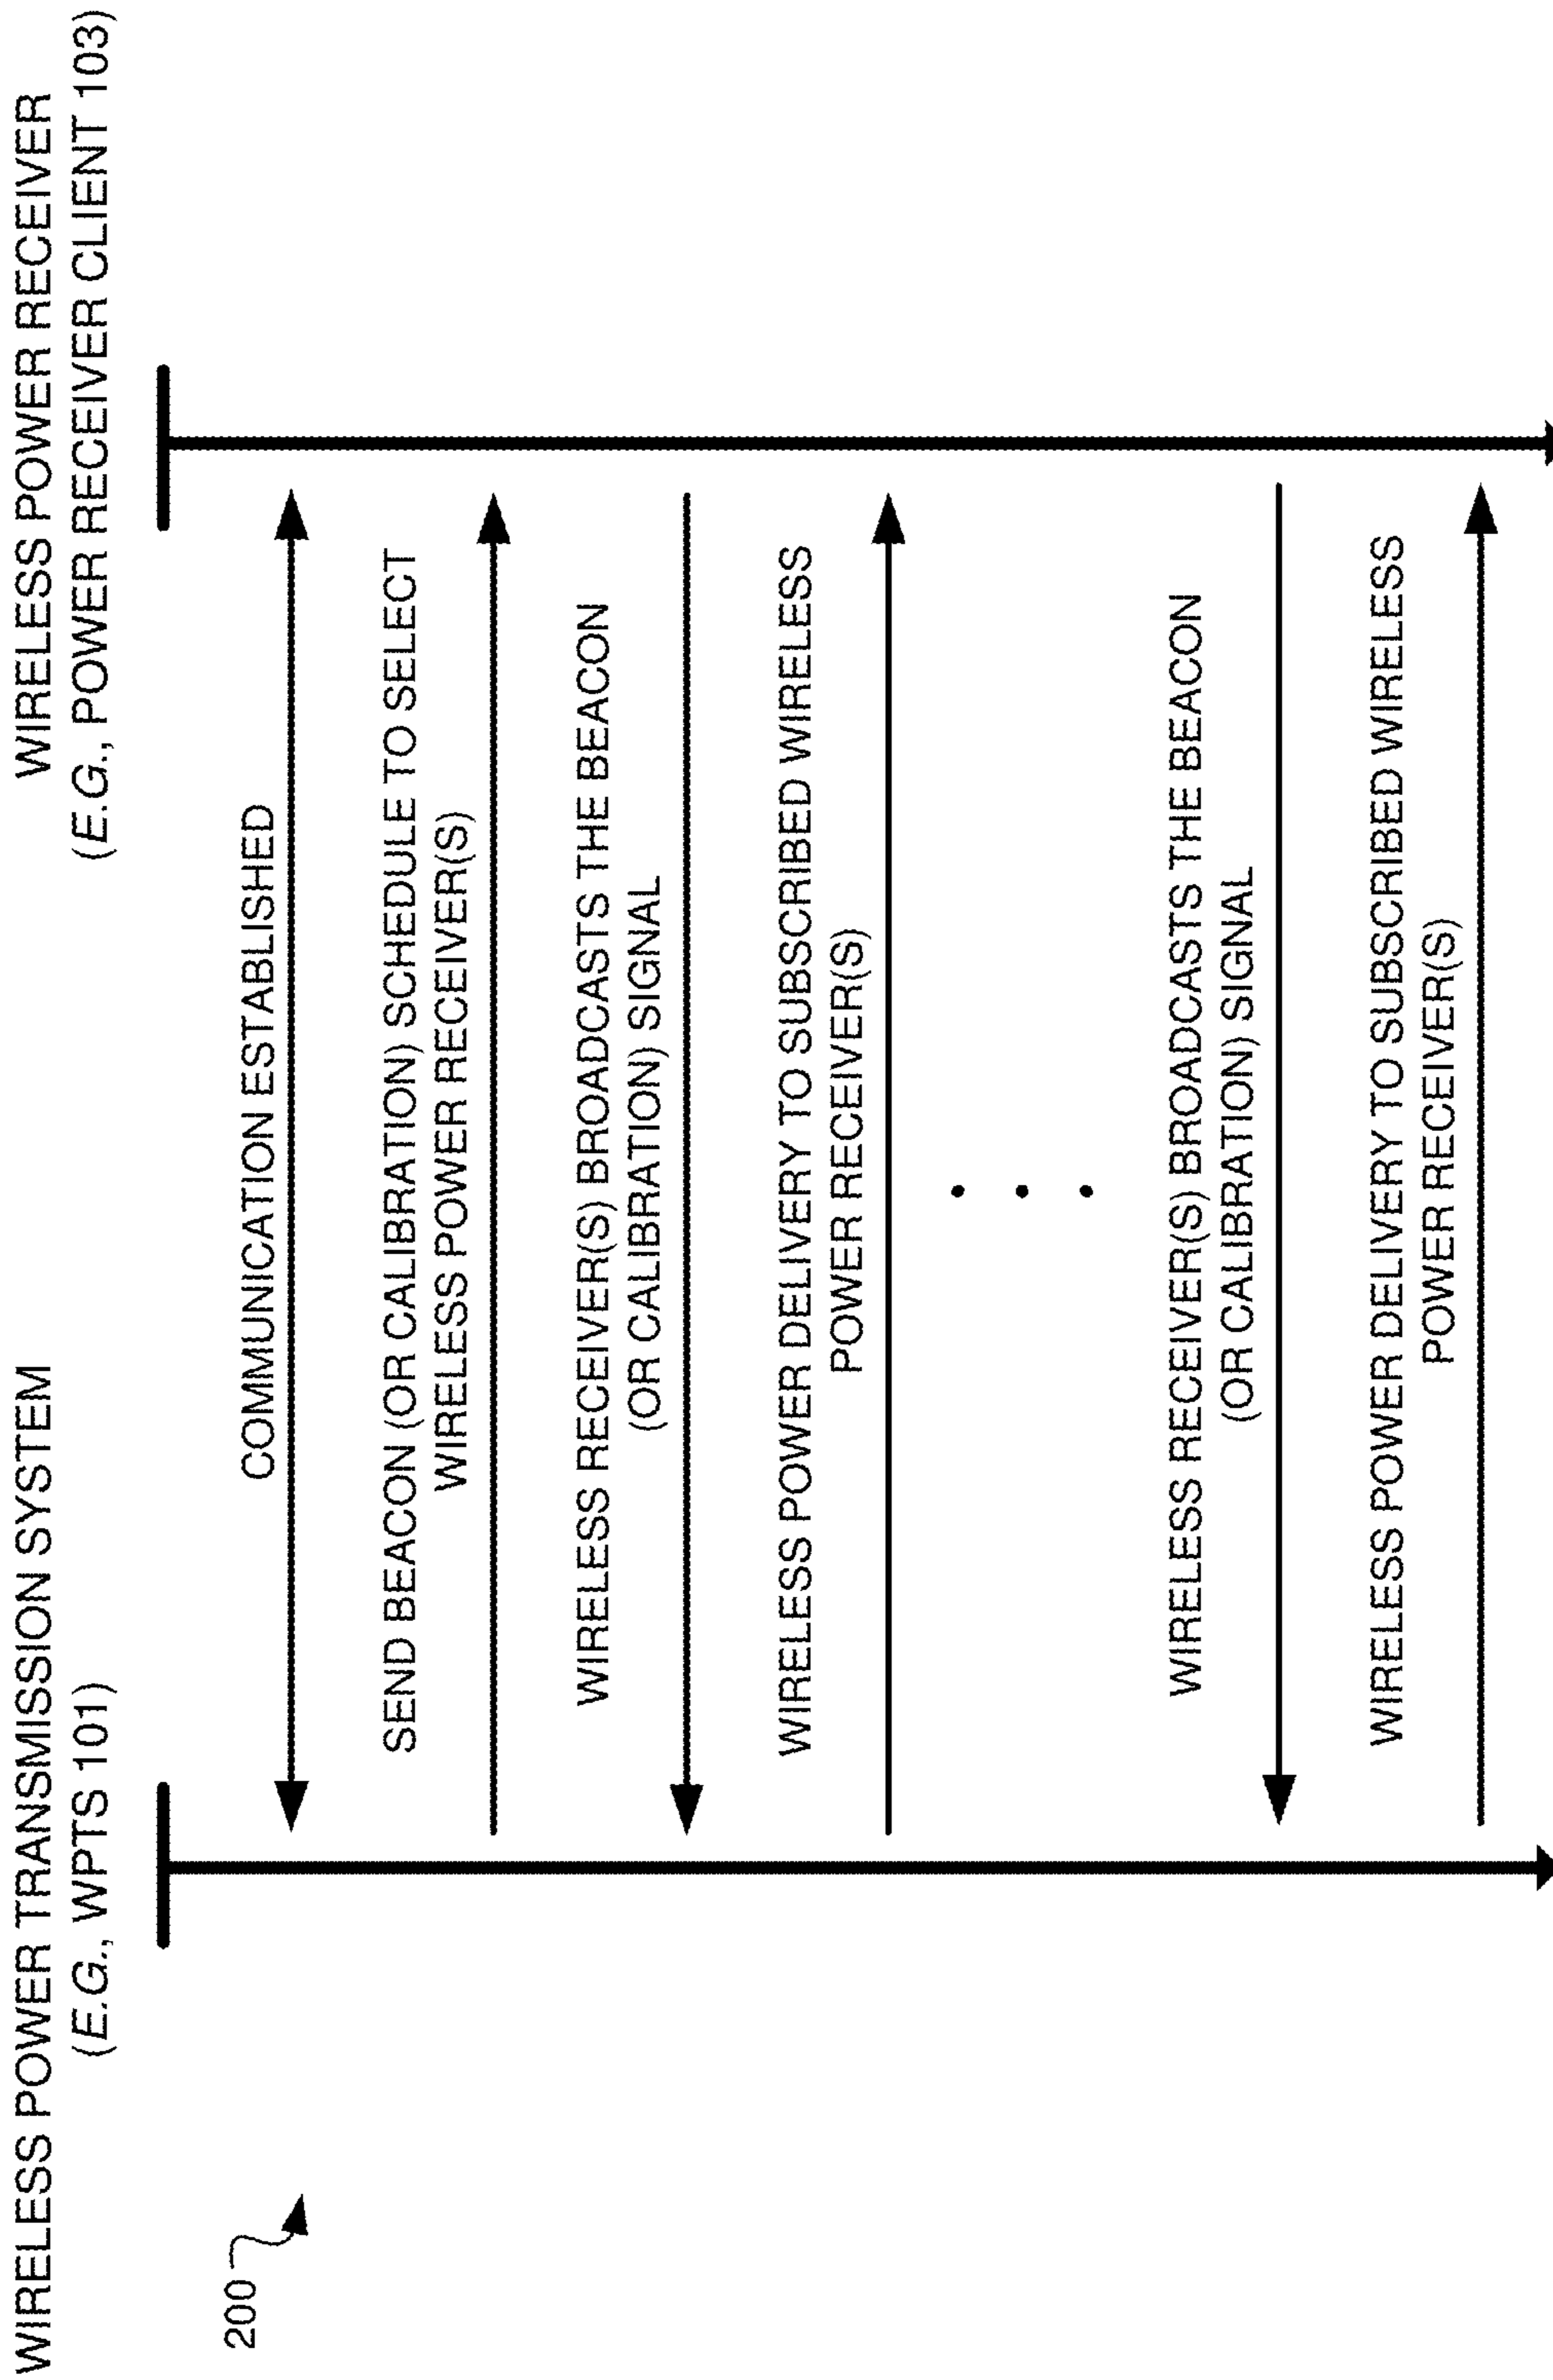 WIRELESS POWER TRANSMISSION SYSTEM
(E.G., WPTS 101)
WIRELESS POWER RECEIVER
(E.G., POWER RECEIVER CLIENT 103)
200
COMMUNICATION ESTABLISHED
SEND BEACON (OR CALIBRATION) SCHEDULE TO SELECT
WIRELESS POWER RECEIVER(S)
WIRELESS RECEIVER(S) BROADCASTS THE BEACON
(OR CALIBRATION) SIGNAL
WIRELESS POWER DELIVERY TO SUBSCRIBED WIRELESS
POWER RECEIVER(S)
WIRELESS RECEIVER(S) BROADCASTS THE BEACON
(OR CALIBRATION) SIGNAL
WIRELESS POWER DELIVERY TO SUBSCRIBED WIRELESS
POWER RECEIVER(S)